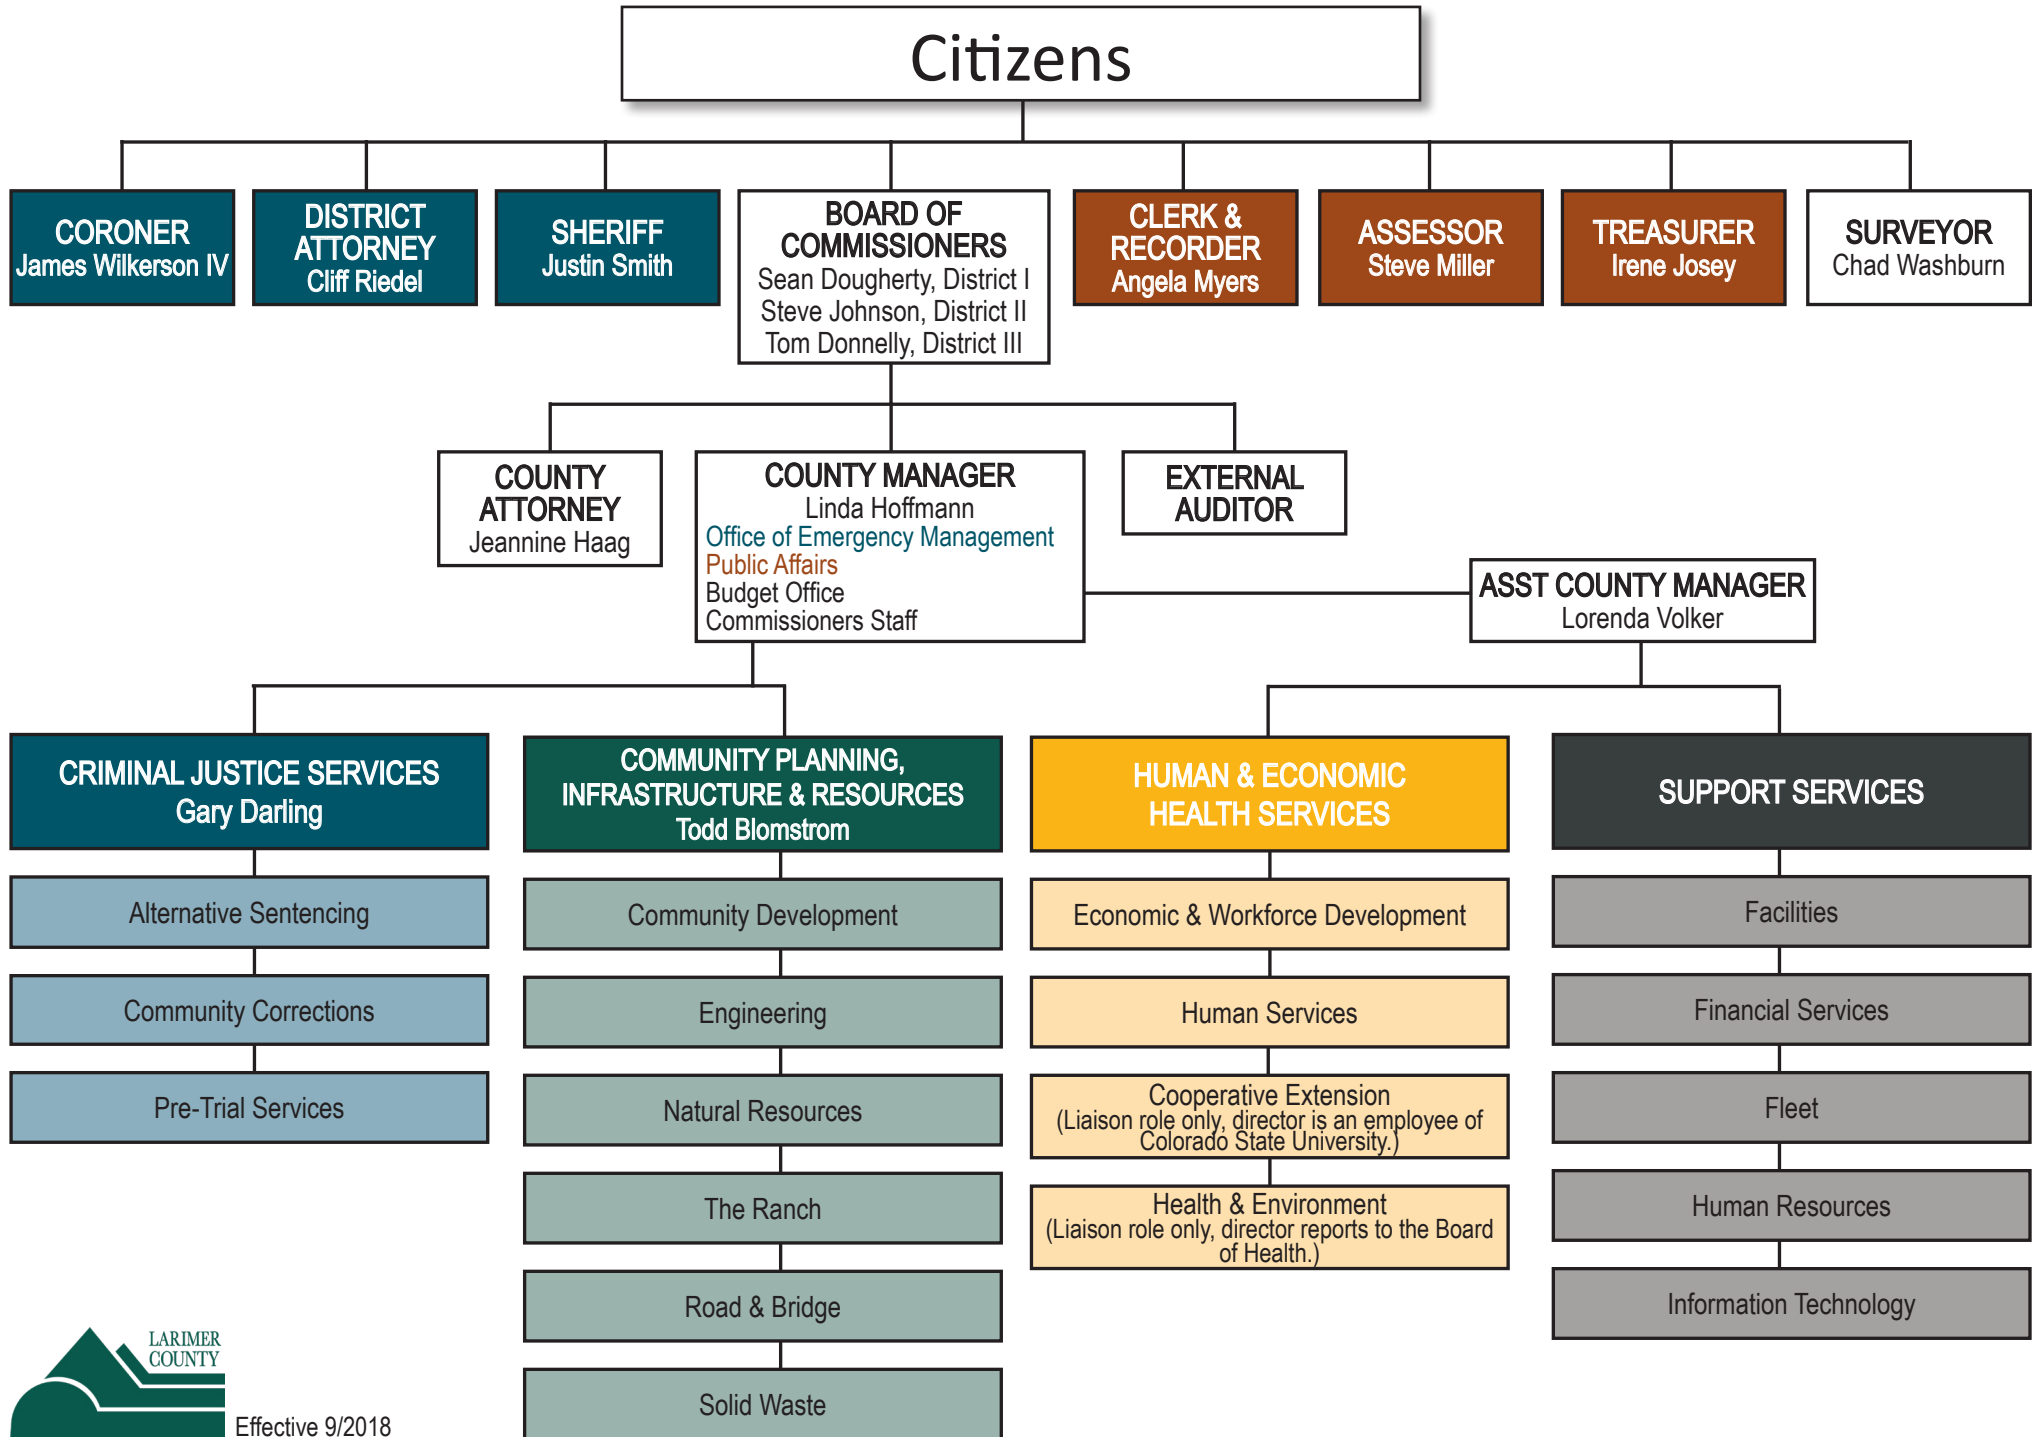 Citizens
CORONER
James Wilkerson IV
DISTRICT
ATTORNEY
Cliff Riedel
SHERIFF
Justin Smith
BOARD OF
COMMISSIONERS
Sean Dougherty, District I
Steve Johnson, District II
Tom Donnelly, District III
CLERK &
RECORDER
Angela Myers
ASSESSOR
Steve Miller
TREASURER
Irene Josey
SURVEYOR
Chad Washburn
COUNTY
ATTORNEY
Jeannine Haag
COUNTY MANAGER
Linda Hoffmann
Office of Emergency Management
Public Affairs
Budget Office
Commissioners Staff
EXTERNAL
AUDITOR
ASST COUNTY MANAGER
Lorenda Volker
CRIMINAL JUSTICE SERVICES
Gary Darling
Alternative Sentencing
Community Corrections
Pre-Trial Services
COMMUNITY PLANNING,
INFRASTRUCTURE & RESOURCES
Todd Blomstrom
Community Development
Engineering
Natural Resources
The Ranch
Road & Bridge
Solid Waste
HUMAN & ECONOMIC
HEALTH SERVICES
Economic & Workforce Development
Human Services
Cooperative Extension
(Liaison role only, director is an employee of
Colorado State University.)
Health & Environment
(Liaison role only, director reports to the Board
of Health.)
SUPPORT SERVICES
Facilities
Financial Services
Fleet
Human Resources
Information Technology
LARIMER
COUNTY
Effective 9/2018